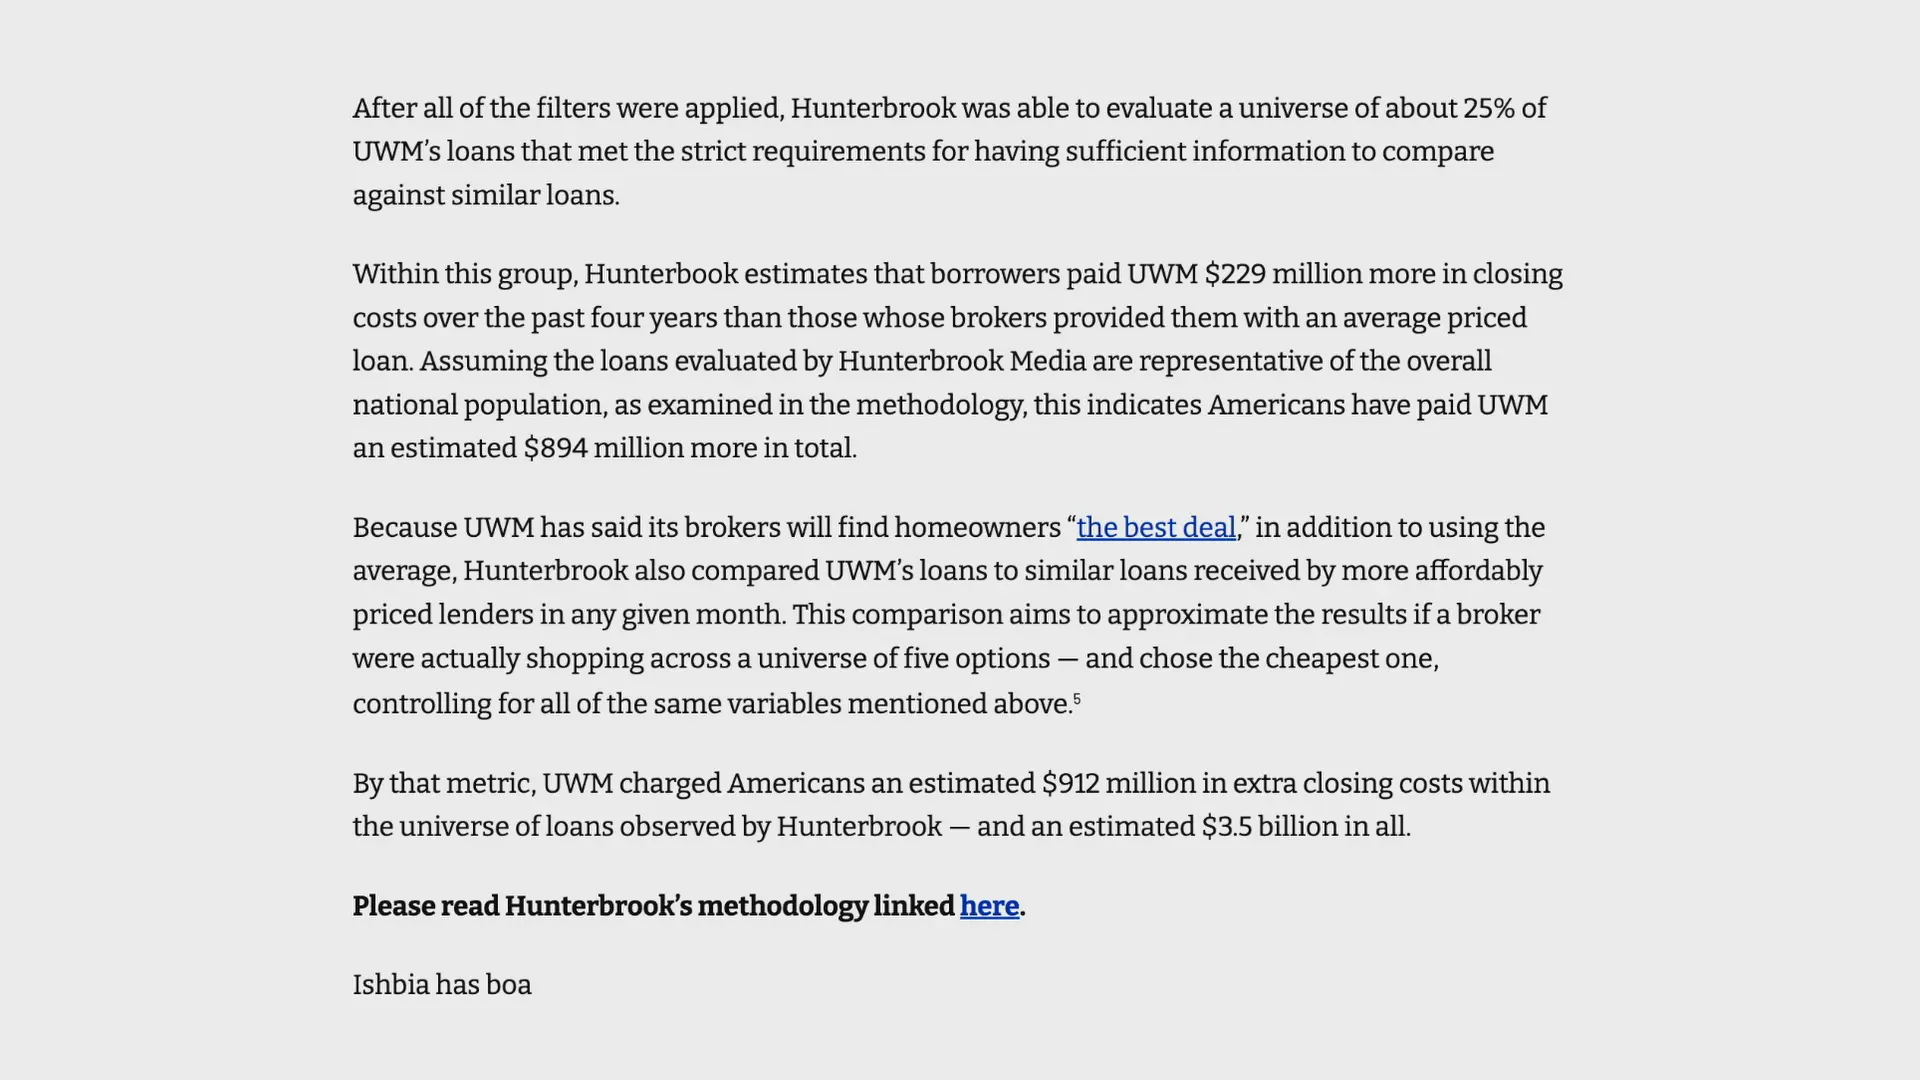 After all of the filters were applied, Hunterbrook was able to evaluate a universe of about 25% of
UWM’s loans that met the strict requirements for having sufficient information to compare
against similar loans.
Within this group, Hunterbook estimates that borrowers paid UWM $229 million more in closing
costs over the past four years than those whose brokers provided them with an average priced
loan. Assuming the loans evaluated by Hunterbrook Media are representative of the overall
national population, as examined in the methodology, this indicates Americans have paid UWM
an estimated $894 million more in total.
Because UWM has said its brokers will find homeowners “the best deal,” in addition to using the
average, Hunterbrook also compared UWM’s loans to similar loans received by more affordably
priced lenders in any given month. This comparison aims to approximate the results if a broker
were actually shopping across a universe of five options — and chose the cheapest one,
controlling for all of the same variables mentioned above.⁵
By that metric, UWM charged Americans an estimated $912 million in extra closing costs within
the universe of loans observed by Hunterbrook — and an estimated $3.5 billion in all.
Please read Hunterbrook’s methodology linked here.
Ishbia has boa